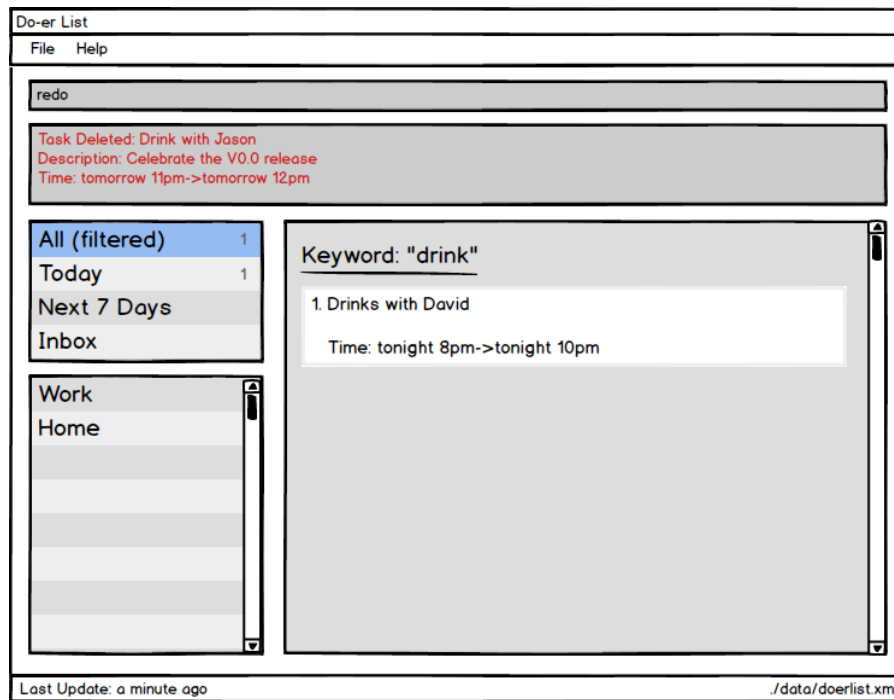 Do-er List
File Help
redo
Task Deleted: Drink with Jason
Description: Celebrate the V0.0 release
Time: tomorrow 11pm->tomorrow 12pm
All (filtered) 1
Today 1
Next 7 Days
Inbox
Work
Home
Keyword: "drink"
1. Drinks with David
Time: tonight 8pm->tonight 10pm
Last Update: a minute ago
./data/doerlist.xm